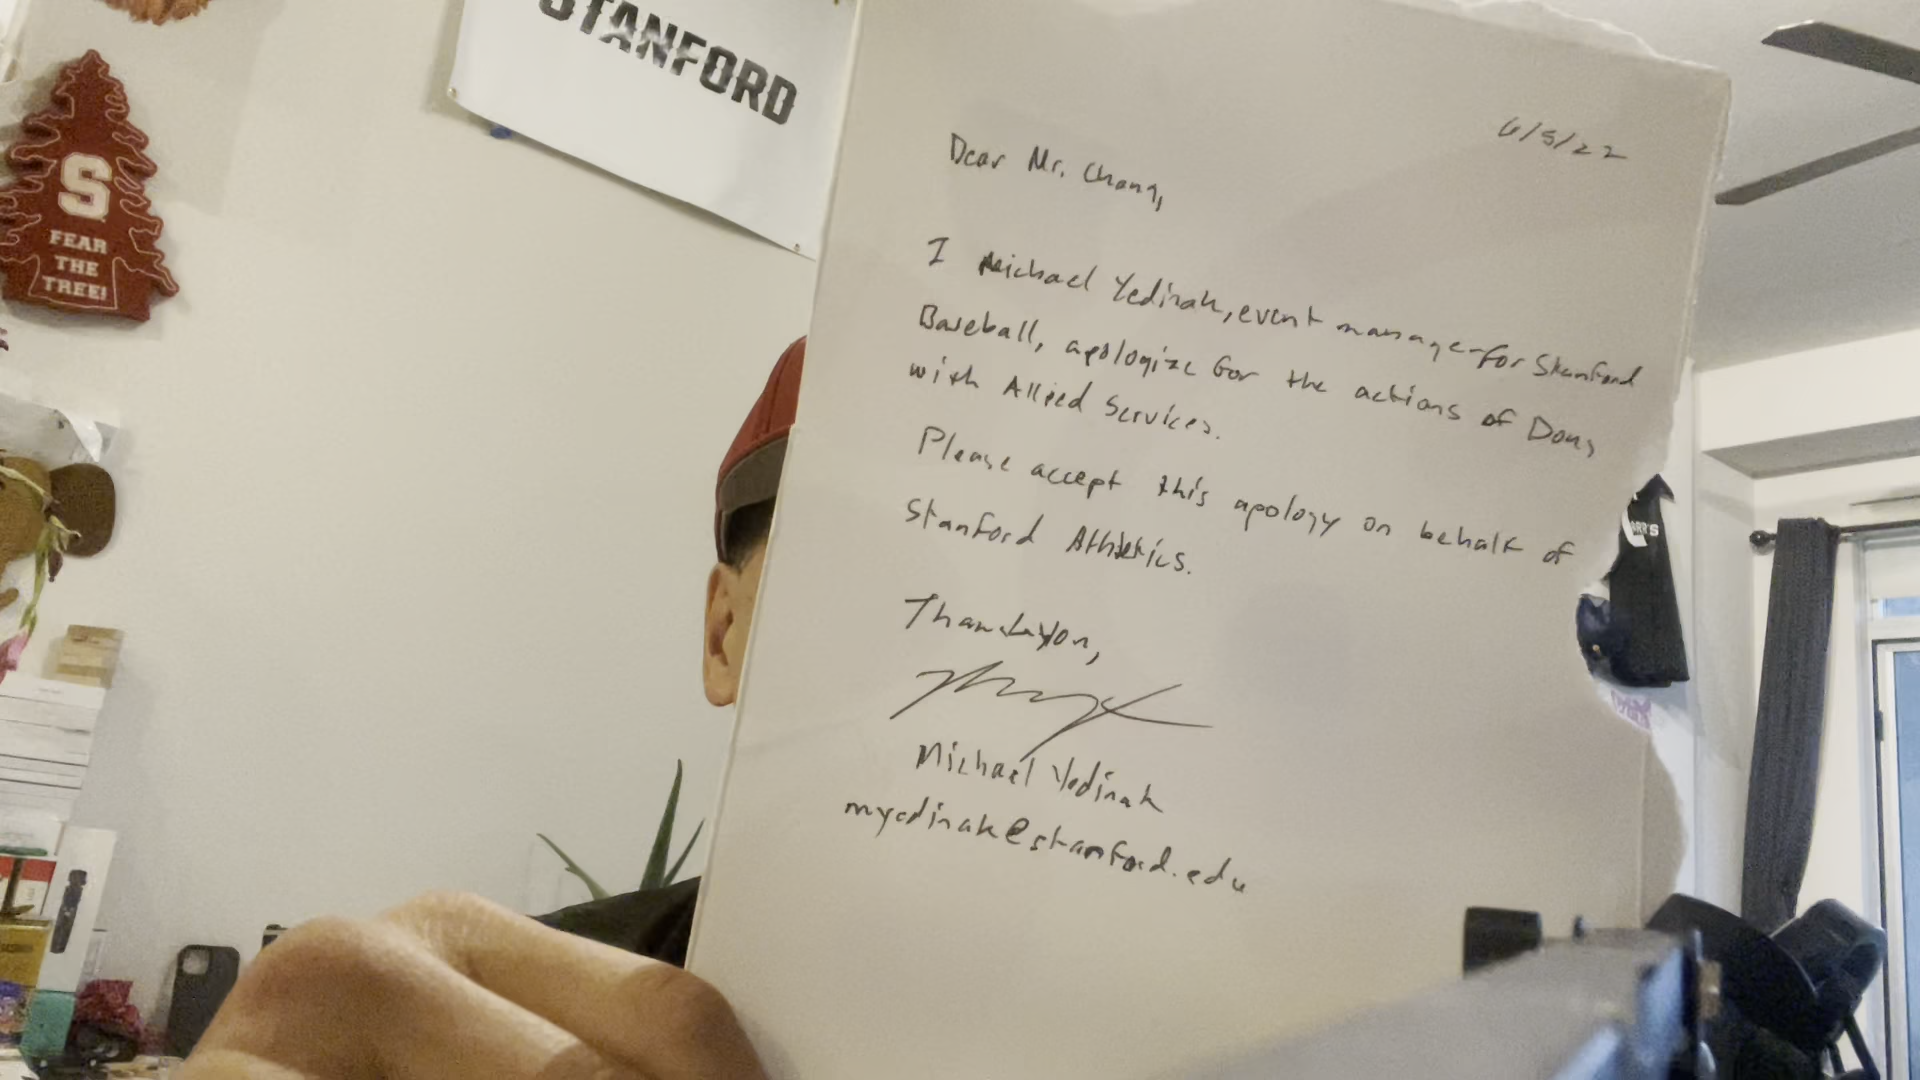 STANFORD
S
FEAR
THE
TREE!
6/5/22
Dear Mr. Chang,
I Michael Yedinak, event manager for Stanford
Baseball, apologize for the actions of Doug
with Allied Services.
Please accept this apology on behalf of
Stanford Athletics.
Thank you,
Michael Yedinak
myedinak@stanford.edu